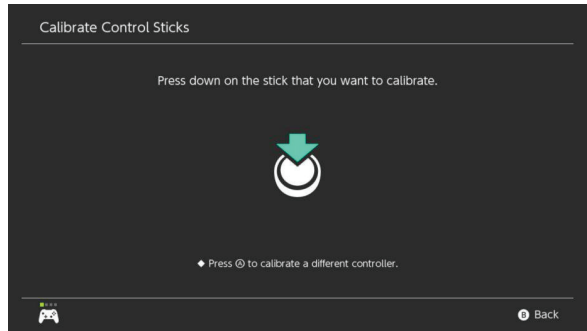 Calibrate Control Sticks
Press down on the stick that you want to calibrate.
◆ Press Ⓐ to calibrate a different controller.
Ⓑ Back